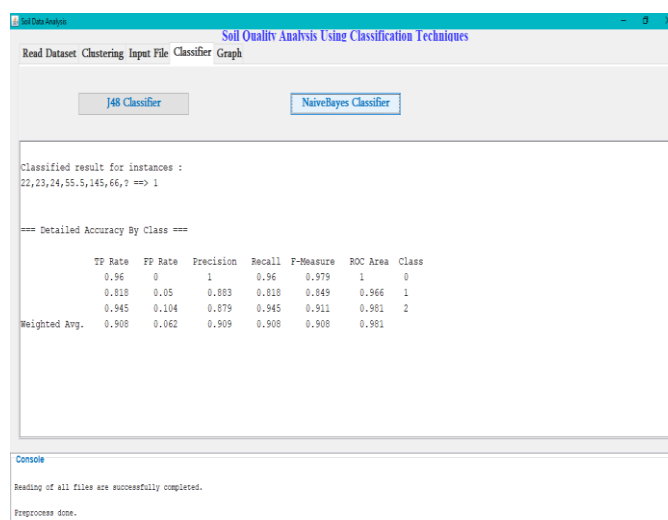 Soil Data Analysis
Soil Quality Analysis Using Classification Techniques
Read Dataset Clustering Input File Classifier Graph
J48 Classifier NaiveBayes Classifier
Classified result for instances :
22,23,24,55.5,145,66,? ==> 1
=== Detailed Accuracy By Class ===
TP Rate FP Rate Precision Recall F-Measure ROC Area Class
0.96 0 1 0.96 0.979 1 0
0.818 0.05 0.883 0.818 0.849 0.966 1
0.945 0.104 0.879 0.945 0.911 0.981 2
Weighted Avg. 0.908 0.062 0.909 0.908 0.908 0.981
Console
Reading of all files are successfully completed.
Preprocess done.